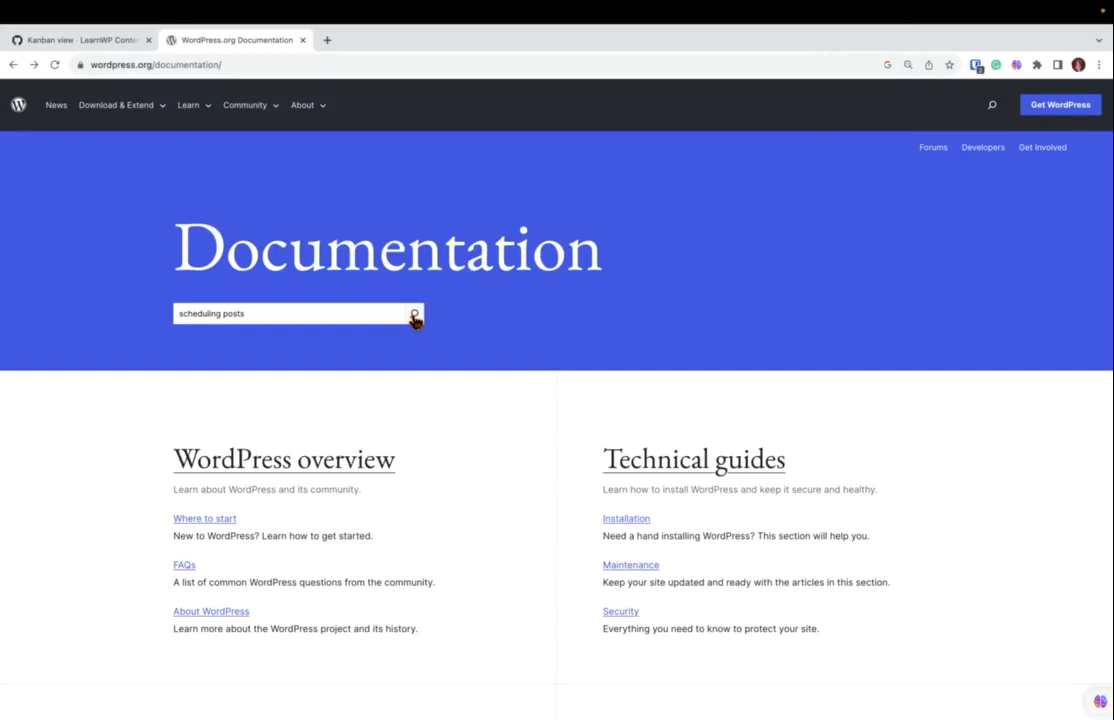 Kanban view · LearnWP Conte
WordPress.org Documentation
wordpress.org/documentation/
News Download & Extend Learn Community About Get WordPress
Forums Developers Get Involved
Documentation
scheduling posts
WordPress overview
Learn about WordPress and its community.
Where to start
New to WordPress? Learn how to get started.
FAQs
A list of common WordPress questions from the community.
About WordPress
Learn more about the WordPress project and its history.
Technical guides
Learn how to install WordPress and keep it secure and healthy.
Installation
Need a hand installing WordPress? This section will help you.
Maintenance
Keep your site updated and ready with the articles in this section.
Security
Everything you need to know to protect your site.